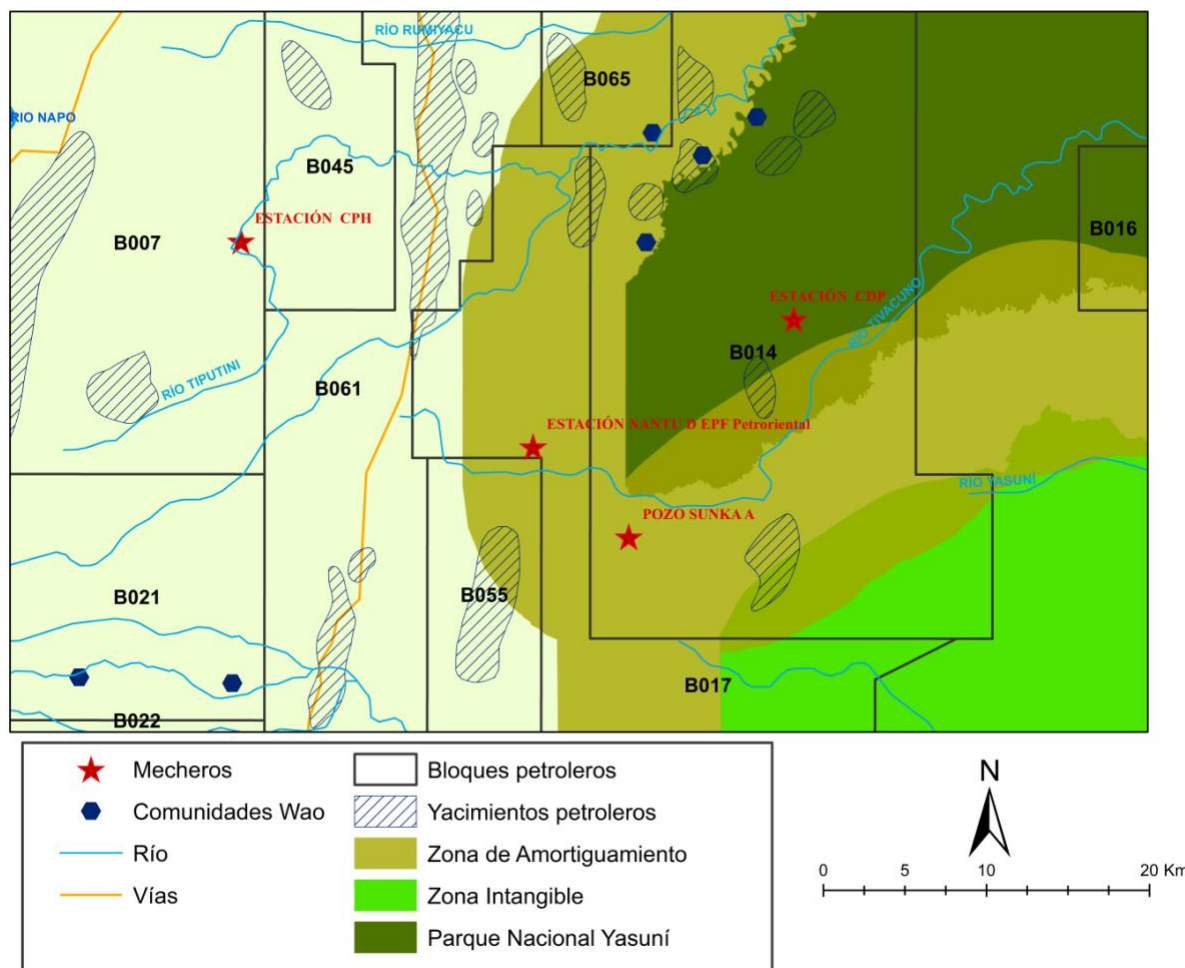 RÍO RUMIYACU
B065
RIO NAPO
B045
ESTACIÓN CPH
B007
B016
ESTACIÓN CDP
RÍO TIVACUNO
B014
RÍO TIPUTINI
B061
ESTACIÓN NANTU D EPF Petroriental
RÍO YASUNÍ
POZO SUNKA A
B021
B055
B017
B022
Mecheros
Comunidades Wao
Río
Vías
Bloques petroleros
Yacimientos petroleros
Zona de Amortiguamiento
Zona Intangible
Parque Nacional Yasuní
N
0 5 10 20 Km